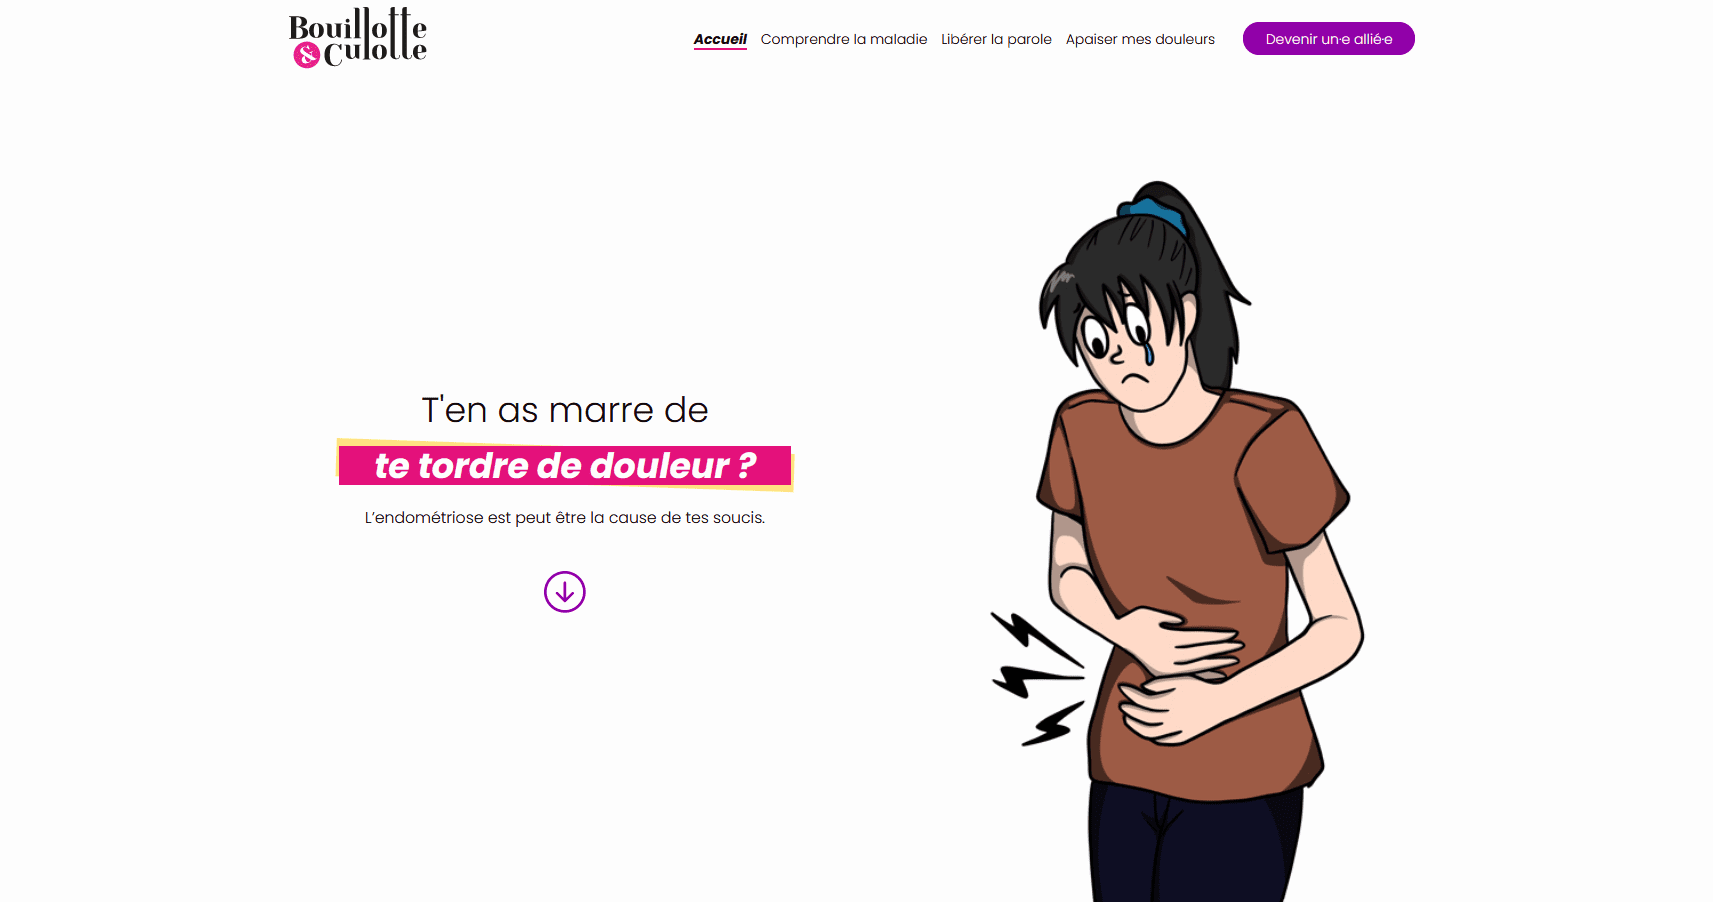 Bouillotte
& Culotte
Accueil Comprendre la maladie Libérer la parole Apaiser mes douleurs Devenir un·e allié·e
T'en as marre de
te tordre de douleur ?
L’endométriose est peut être la cause de tes soucis.